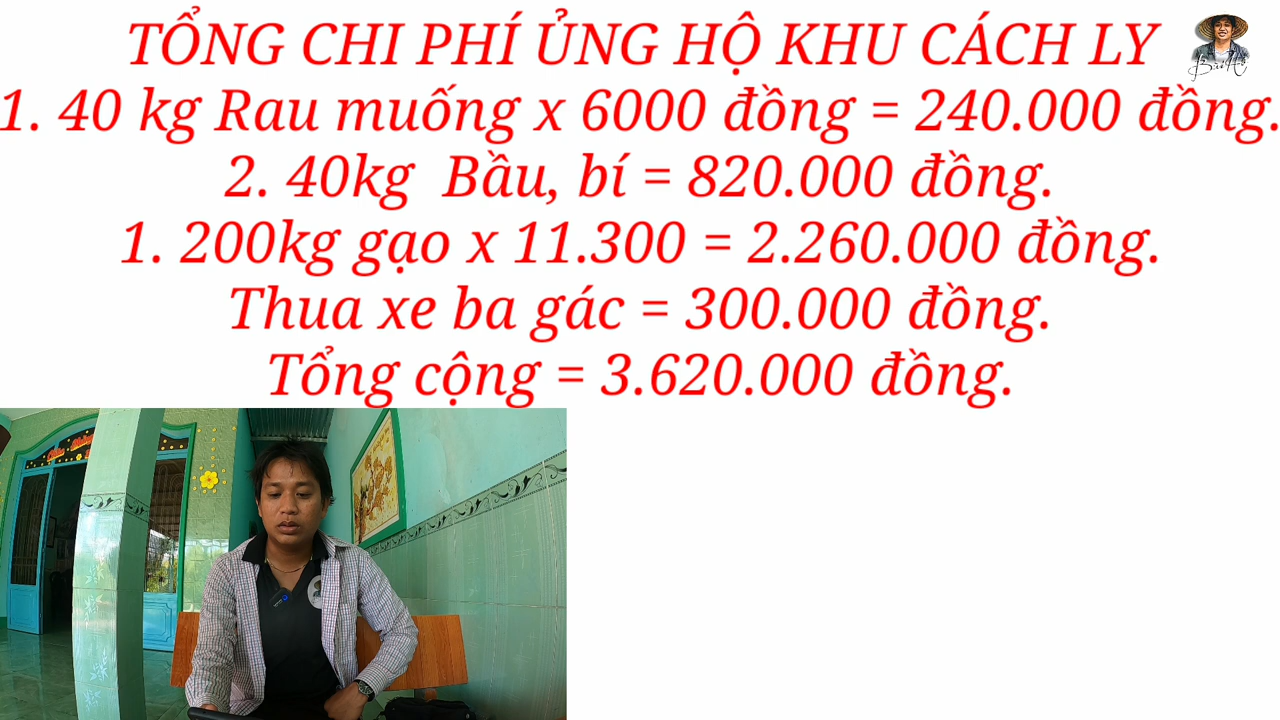 TỔNG CHI PHÍ ỦNG HỘ KHU CÁCH LY
1. 40 kg Rau muống x 6000 đồng = 240.000 đồng.
2. 40kg Bầu, bí = 820.000 đồng.
1. 200kg gạo x 11.300 = 2.260.000 đồng.
Thua xe ba gác = 300.000 đồng.
Tổng cộng = 3.620.000 đồng.